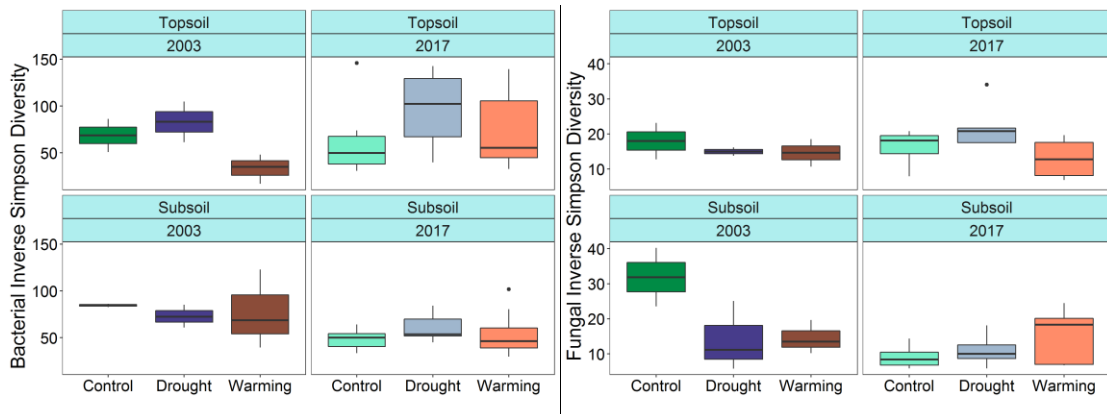 Bacterial Inverse Simpson Diversity
Topsoil
2003
Topsoil
2017
150
100
50
Subsoil
2003
Subsoil
2017
150
100
50
Control Drought Warming
Control Drought Warming
Fungal Inverse Simpson Diversity
Topsoil
2003
Topsoil
2017
40
30
20
10
Subsoil
2003
Subsoil
2017
40
30
20
10
Control Drought Warming
Control Drought Warming